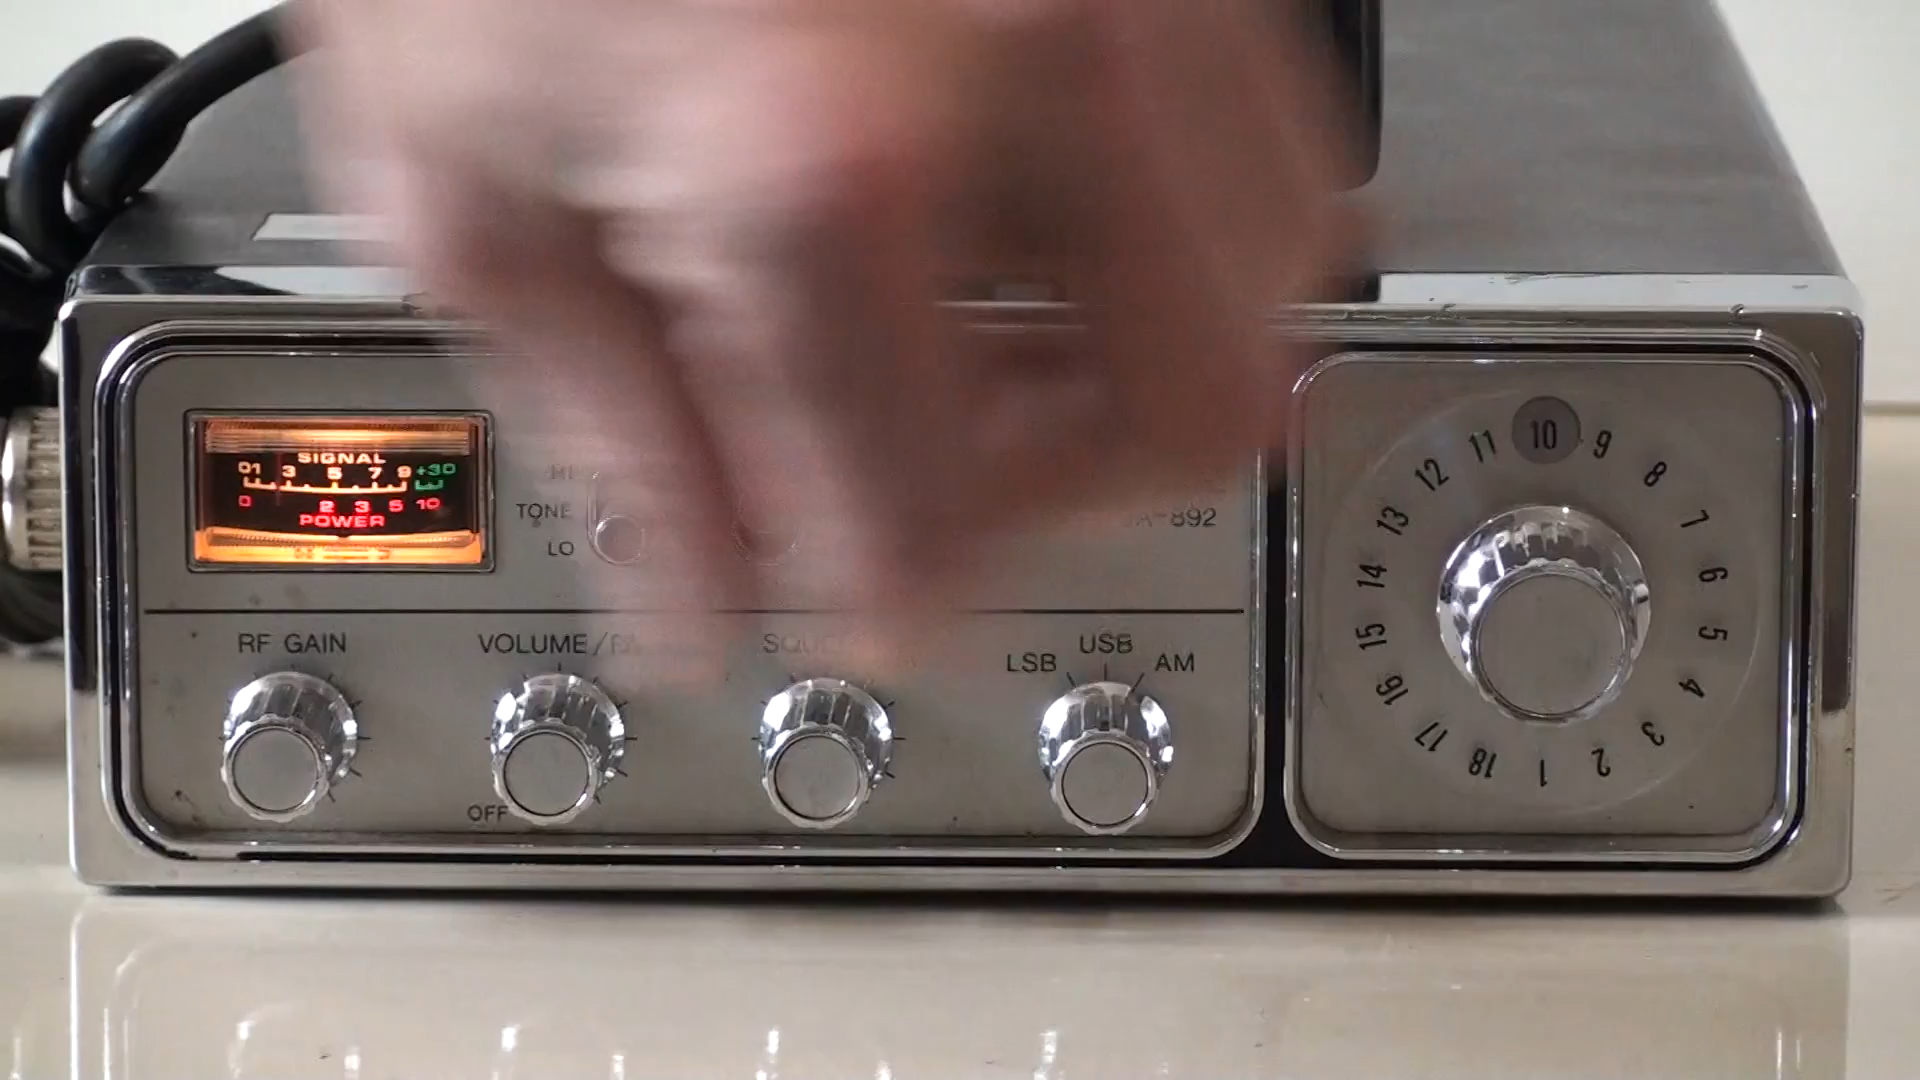 SIGNAL
01 3 5 7 9 +30
0 2 3 5 10
POWER
HI
TONE
LO
-892
RF GAIN
VOLUME/
OFF
LSB
USB
AM
10
9
8
7
6
5
4
3
2
1
18
17
16
15
14
13
12
11